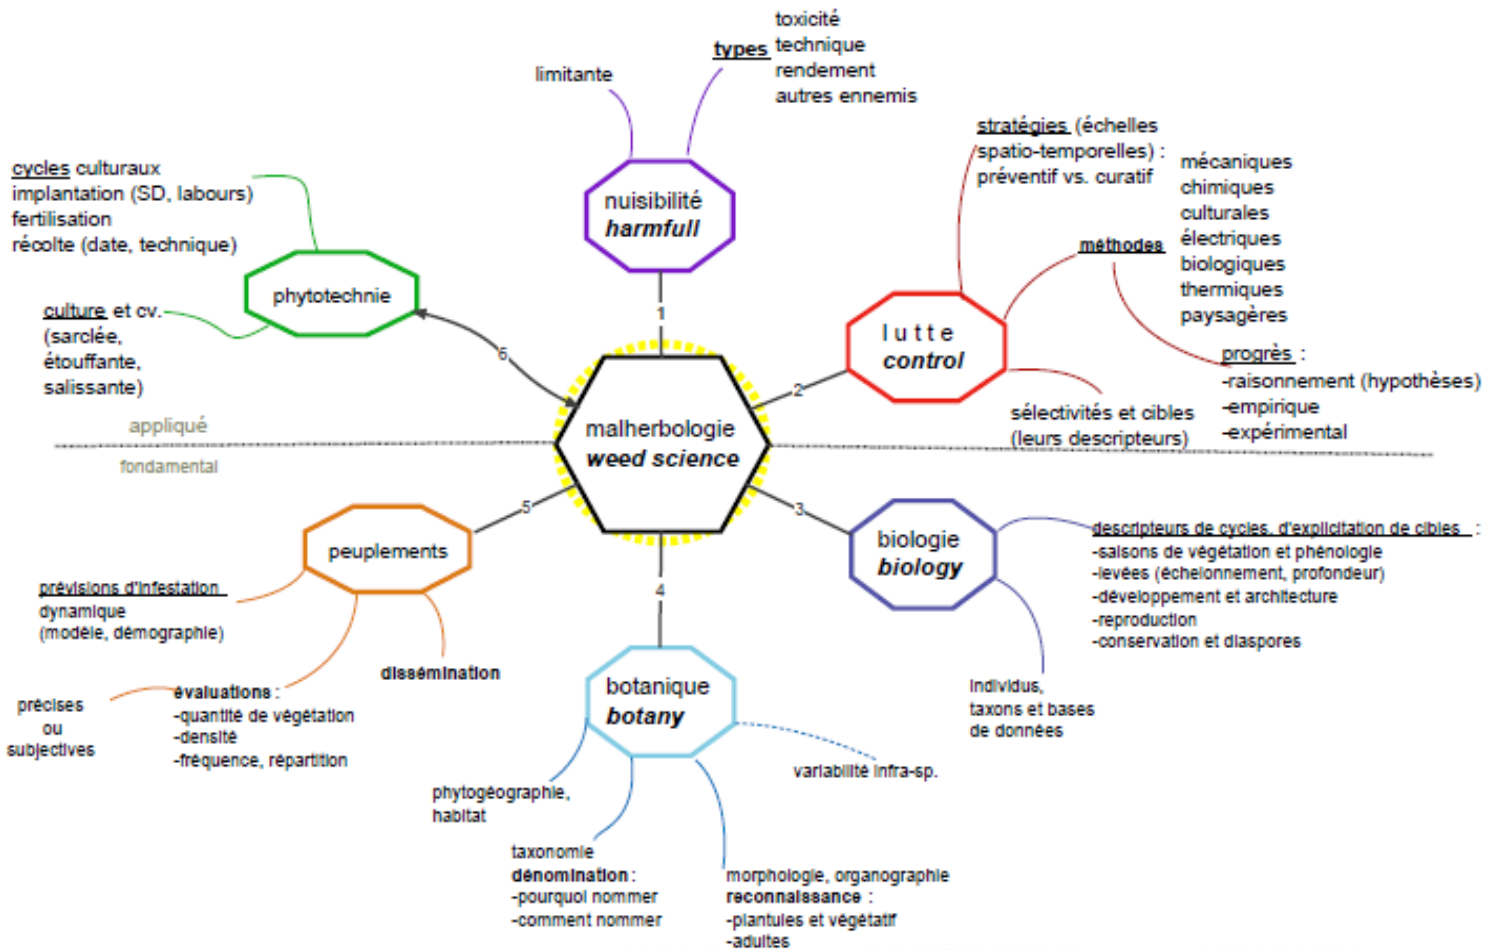 toxicité
types technique
rendement
autres ennemis
limitante
nuisibilité
harmfull
stratégies (échelles
spatio-temporelles) :
préventif vs. curatif
mécaniques
chimiques
culturales
électriques
biologiques
thermiques
paysagères
méthodes
progrès :
-raisonnement (hypothèses)
-empirique
-expérimental
lutte
control
sélectivités et cibles
(leurs descripteurs)
cycles culturaux
implantation (SD, labours)
fertilisation
récolte (date, technique)
phytotechnie
culture et cv.
(sarclée,
étouffante,
salissante)
1
2
3
4
5
6
appliqué
fondamental
malherbologie
weed science
biologie
biology
descripteurs de cycles, d'explicitation de cibles :
-saisons de végétation et phénologie
-levées (échelonnement, profondeur)
-développement et architecture
-reproduction
-conservation et diaspores
individus,
taxons et bases
de données
peuplements
prévisions d'infestation
dynamique
(modèle, démographie)
dissémination
évaluations :
-quantité de végétation
-densité
-fréquence, répartition
précises
ou
subjectives
botanique
botany
variabilité infra-sp.
phytogéographie,
habitat
taxonomie
dénomination :
-pourquoi nommer
-comment nommer
morphologie, organographie
reconnaissance :
-plantules et végétatif
-adultes